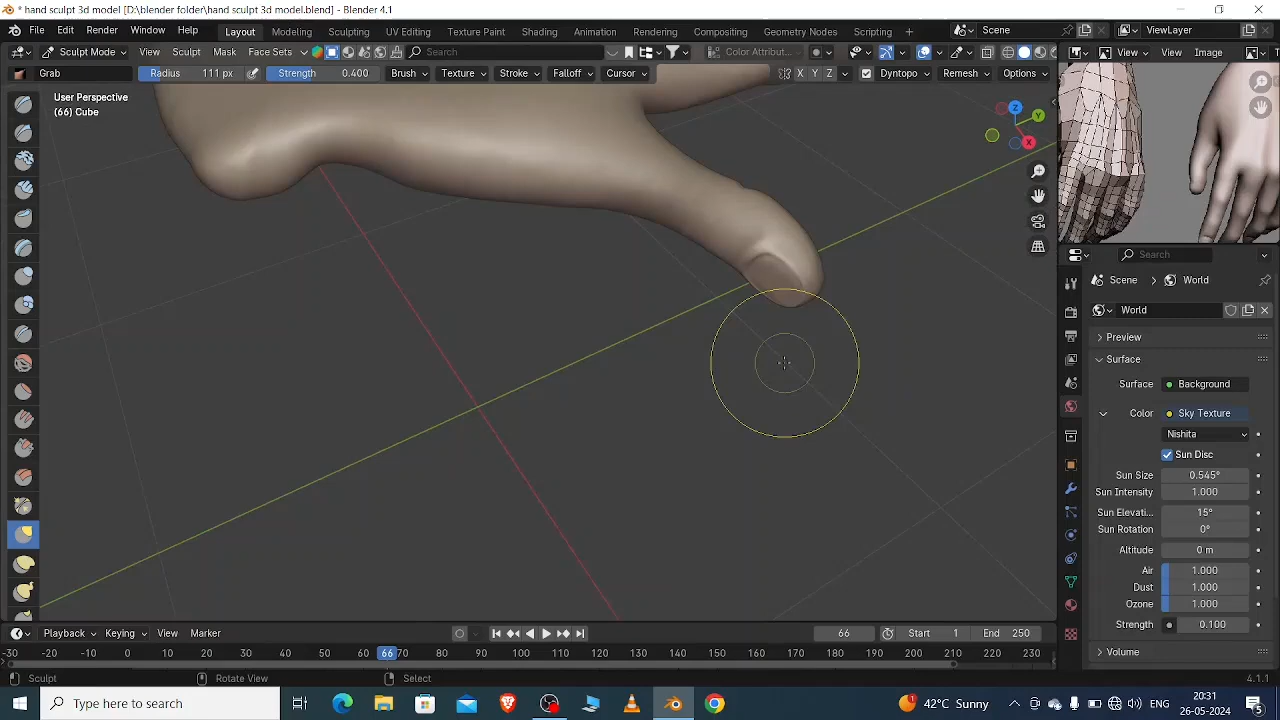 * hand sculpt 3d model [D:\blender folder\hand sculpt 3d model.blend] - Blender 4.1
File Edit Render Window Help Layout Modeling Sculpting UV Editing Texture Paint Shading Animation Rendering Compositing Geometry Nodes Scripting + Scene ViewLayer
Sculpt Mode View Sculpt Mask Face Sets Search Color Attribut... View View Image
Grab Radius 111 px Strength 0.400 Brush Texture Stroke Falloff Cursor X Y Z Dyntopo Remesh Options
User Perspective
(66) Cube
Z
Y
X
Search
Scene > World
World
Preview
Surface
Surface Background
Color Sky Texture
Nishita
Sun Disc
Sun Size 0.545°
Sun Intensity 1.000
Sun Elevati... 15°
Sun Rotation 0°
Altitude 0 m
Air 1.000
Dust 1.000
Ozone 1.000
Strength 0.100
Volume
Playback Keying View Marker 66 Start 1 End 250
-30 -20 -10 0 10 20 30 40 50 60 66 70 80 90 100 110 120 130 140 150 160 170 180 190 200 210 220 230
Sculpt Rotate View Select 4.1.1
Type here to search 42°C Sunny ENG 20:31
26-05-2024